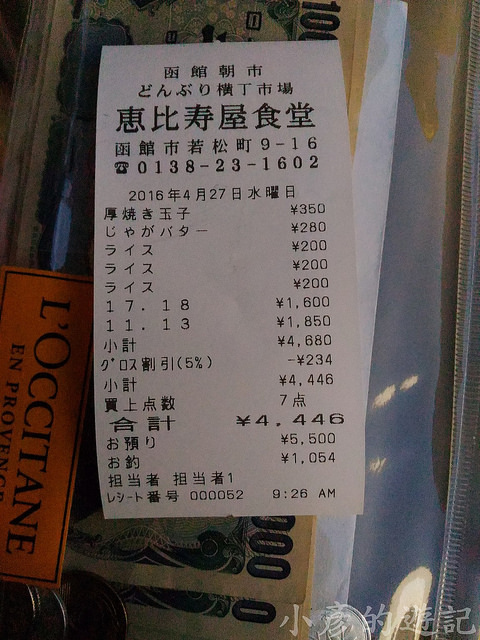 函館朝市
どんぶり横丁市場
恵比寿屋食堂
函館市若松町9-16
☎0138-23-1602
2016年4月27日水曜日
厚焼き玉子 ¥350
じゃがバター ¥280
ライス ¥200
ライス ¥200
ライス ¥200
17.18 ¥1,600
11.13 ¥1,850
小計 ¥4,680
グロス割引(5%) -¥234
小計 ¥4,446
買上点数 7点
合計 ¥4,446
お預り ¥5,500
お釣 ¥1,054
担当者 担当者1
レシート番号 000052 9:26 AM
L'OCCITANE
EN PROVENCE
小彥的遊記